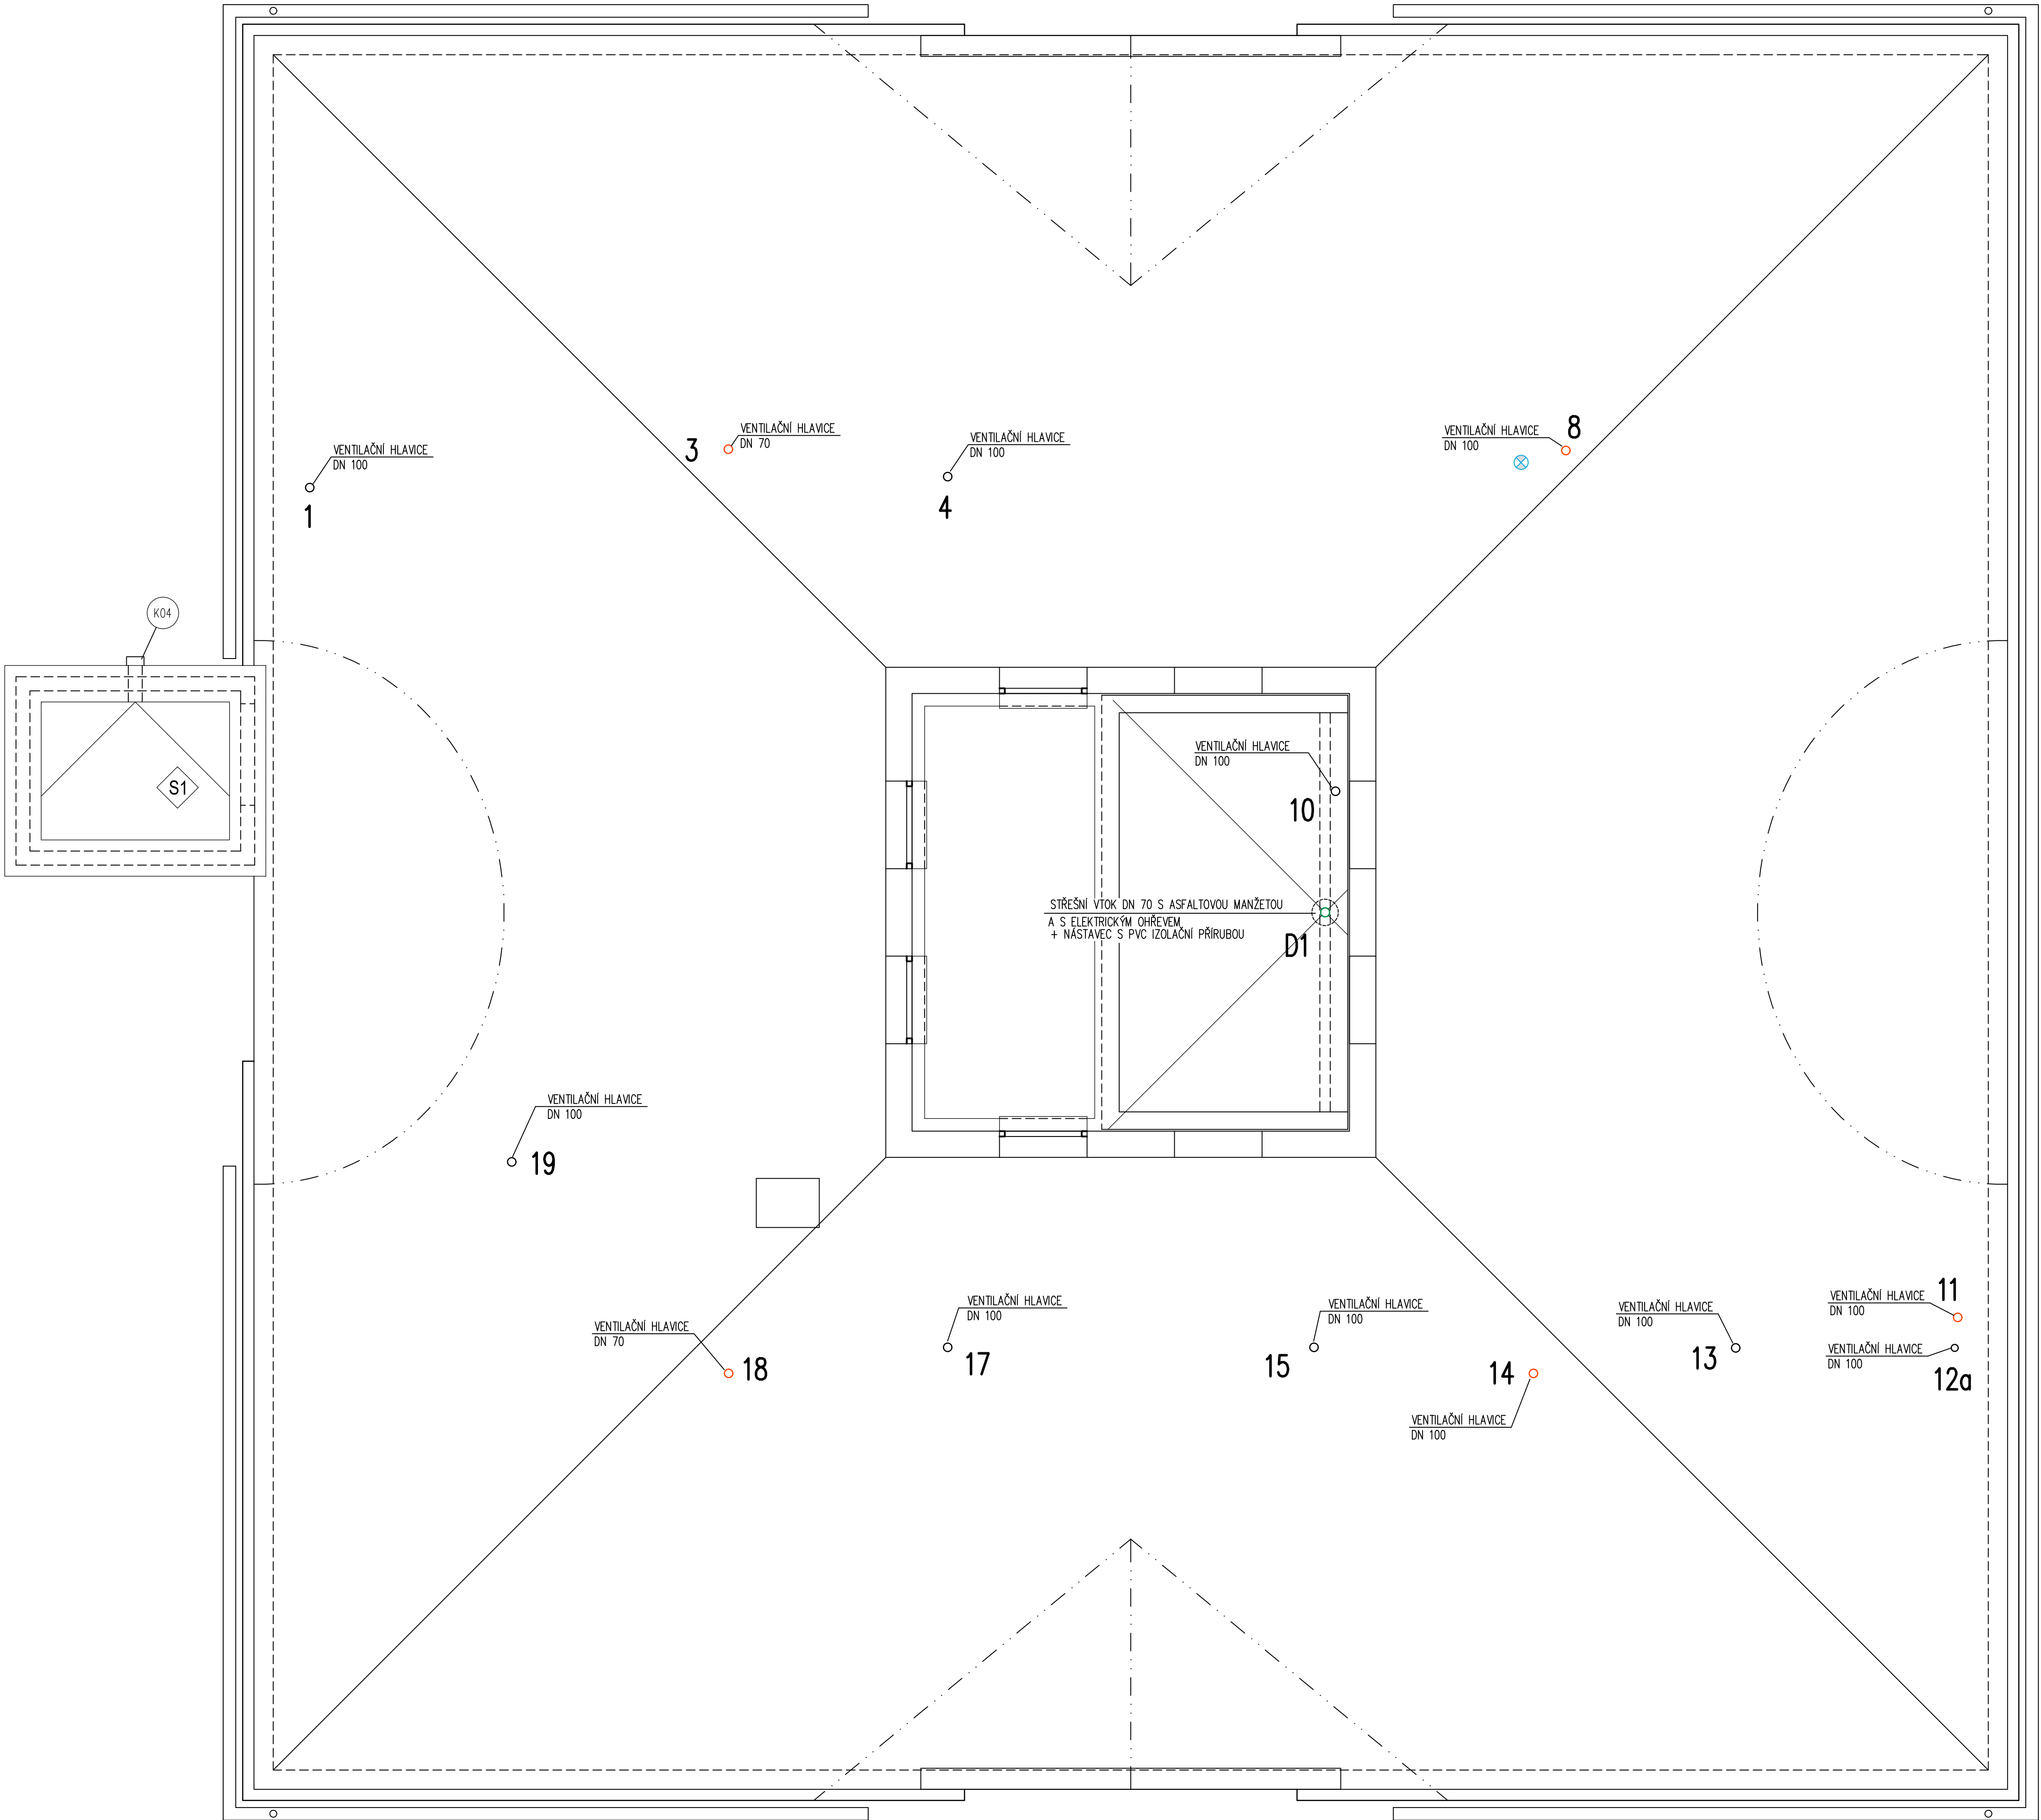 VENTILAČNÍ HLAVICE
DN 100
1
3
VENTILAČNÍ HLAVICE
DN 70
VENTILAČNÍ HLAVICE
DN 100
4
VENTILAČNÍ HLAVICE
DN 100
8
K04
S1
VENTILAČNÍ HLAVICE
DN 100
10
STŘEŠNÍ VTOK DN 70 S ASFALTOVOU MANŽETOU
A S ELEKTRICKÝM OHŘEVEM
+ NÁSTAVEC S PVC IZOLAČNÍ PŘÍRUBOU
D1
VENTILAČNÍ HLAVICE
DN 100
19
VENTILAČNÍ HLAVICE
DN 70
18
VENTILAČNÍ HLAVICE
DN 100
17
VENTILAČNÍ HLAVICE
DN 100
15
14
VENTILAČNÍ HLAVICE
DN 100
VENTILAČNÍ HLAVICE
DN 100
13
11
VENTILAČNÍ HLAVICE
DN 100
VENTILAČNÍ HLAVICE
DN 100
12a